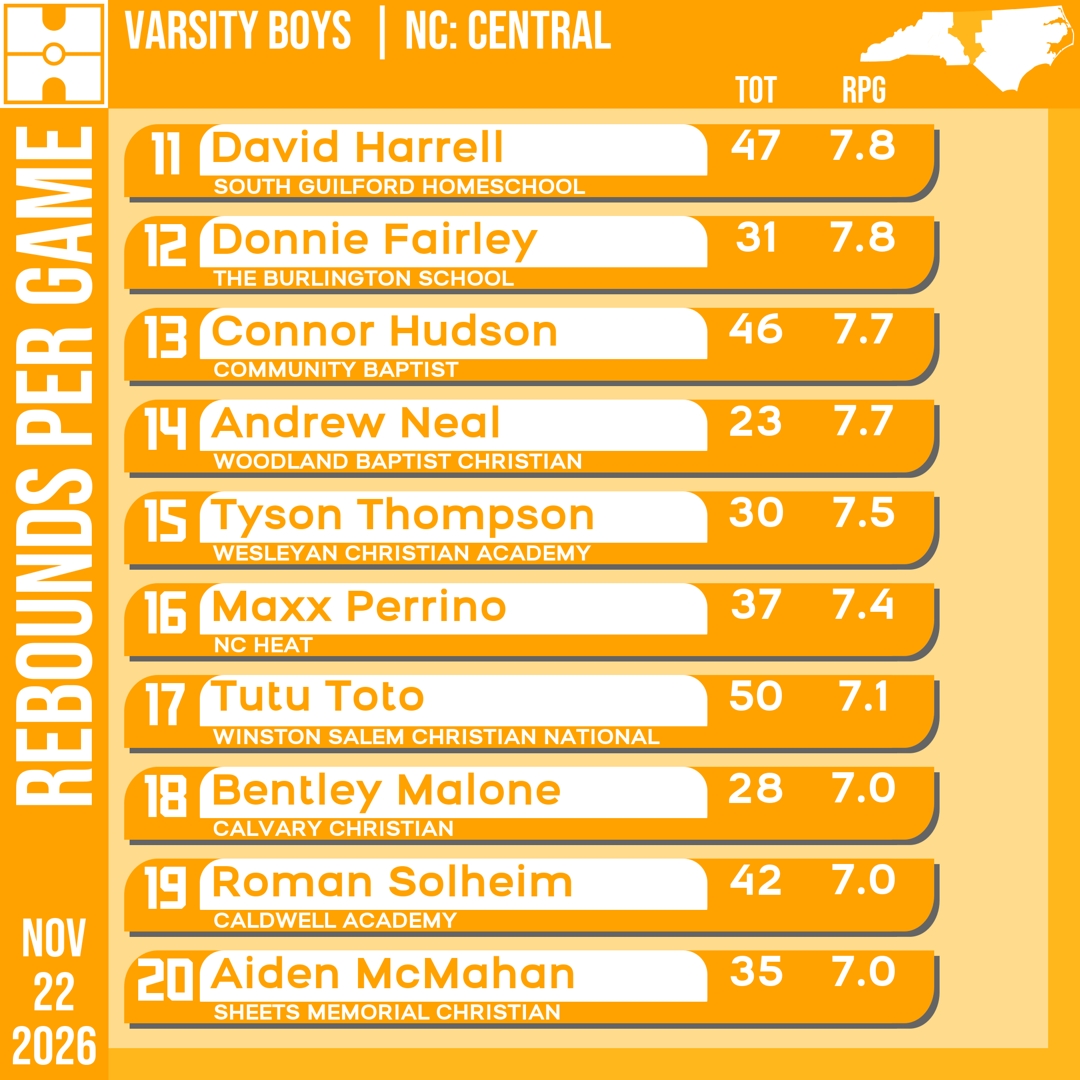 VARSITY BOYS | NC: CENTRAL
TOT RPG
REBOUNDS PER GAME
11 David Harrell 47 7.8
SOUTH GUILFORD HOMESCHOOL
12 Donnie Fairley 31 7.8
THE BURLINGTON SCHOOL
13 Connor Hudson 46 7.7
COMMUNITY BAPTIST
14 Andrew Neal 23 7.7
WOODLAND BAPTIST CHRISTIAN
15 Tyson Thompson 30 7.5
WESLEYAN CHRISTIAN ACADEMY
16 Maxx Perrino 37 7.4
NC HEAT
17 Tutu Toto 50 7.1
WINSTON SALEM CHRISTIAN NATIONAL
18 Bentley Malone 28 7.0
CALVARY CHRISTIAN
19 Roman Solheim 42 7.0
CALDWELL ACADEMY
20 Aiden McMahan 35 7.0
SHEETS MEMORIAL CHRISTIAN
NOV
22
2026